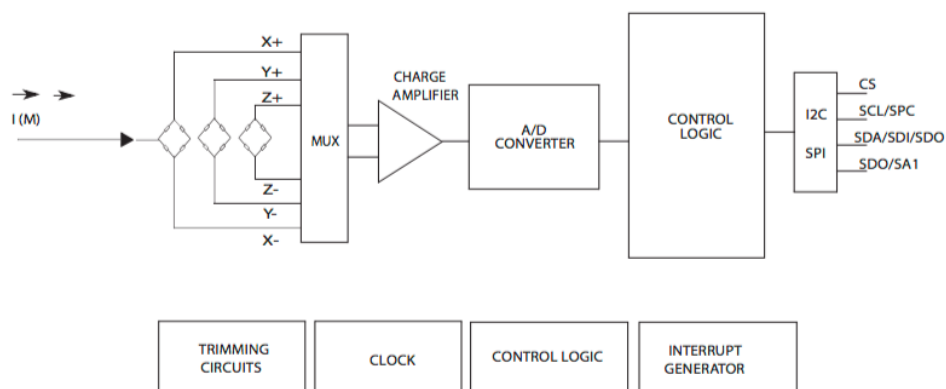 X+
Y+
Z+
I (M)
Z-
Y-
X-
MUX
CHARGE
AMPLIFIER
A/D
CONVERTER
CONTROL
LOGIC
I2C
SPI
CS
SCL/SPC
SDA/SDI/SDO
SDO/SA1
TRIMMING
CIRCUITS
CLOCK
CONTROL LOGIC
INTERRUPT
GENERATOR